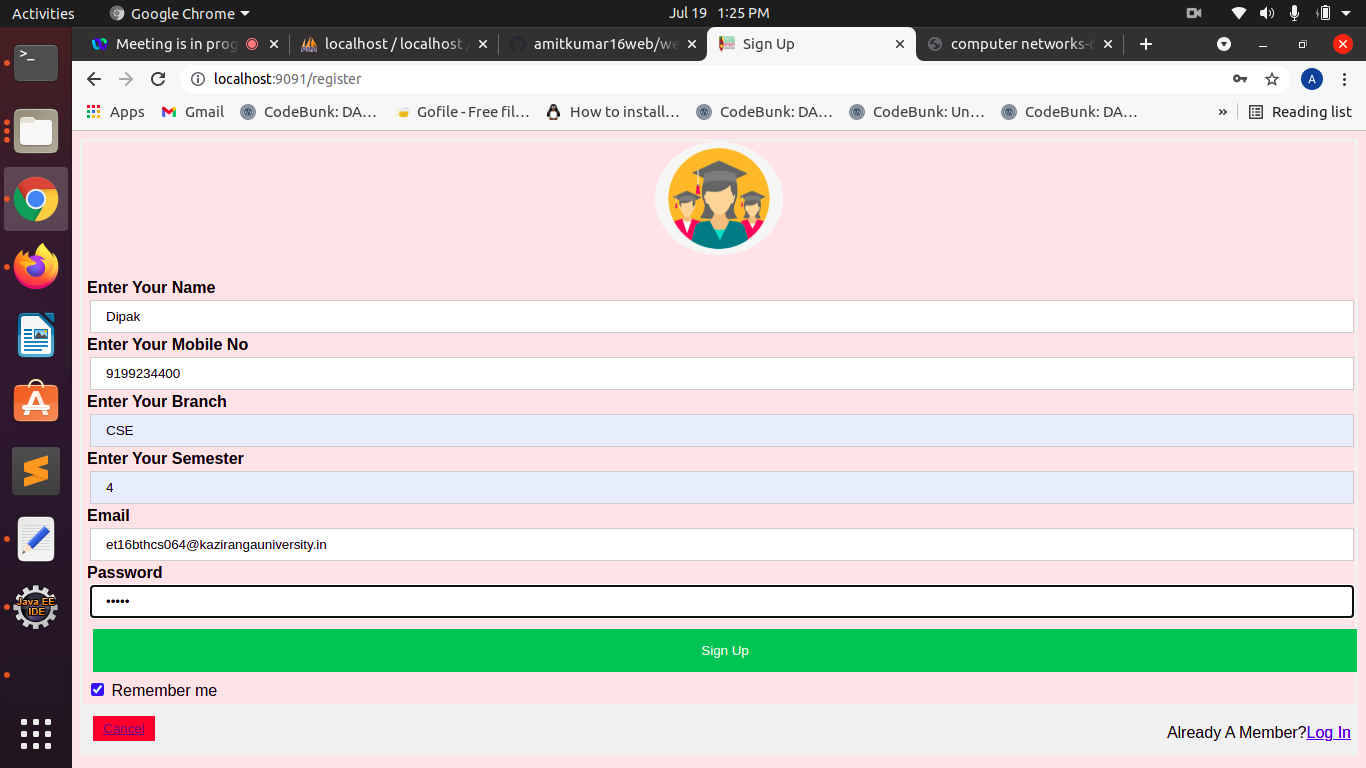 Activities Google Chrome Jul 19 1:25 PM
Meeting is in prog localhost / localhost / amitkumar16web/we Sign Up computer networks-
localhost:9091/register A
Apps Gmail CodeBunk: DA… Gofile - Free fil… How to install… CodeBunk: DA… CodeBunk: Un… CodeBunk: DA… » Reading list
Enter Your Name
Dipak
Enter Your Mobile No
9199234400
Enter Your Branch
CSE
Enter Your Semester
4
Email
et16bthcs064@kazirangauniversity.in
Password
•••••
Sign Up
Remember me
Cancel
Already A Member?Log In
>_
Java EE
IDE